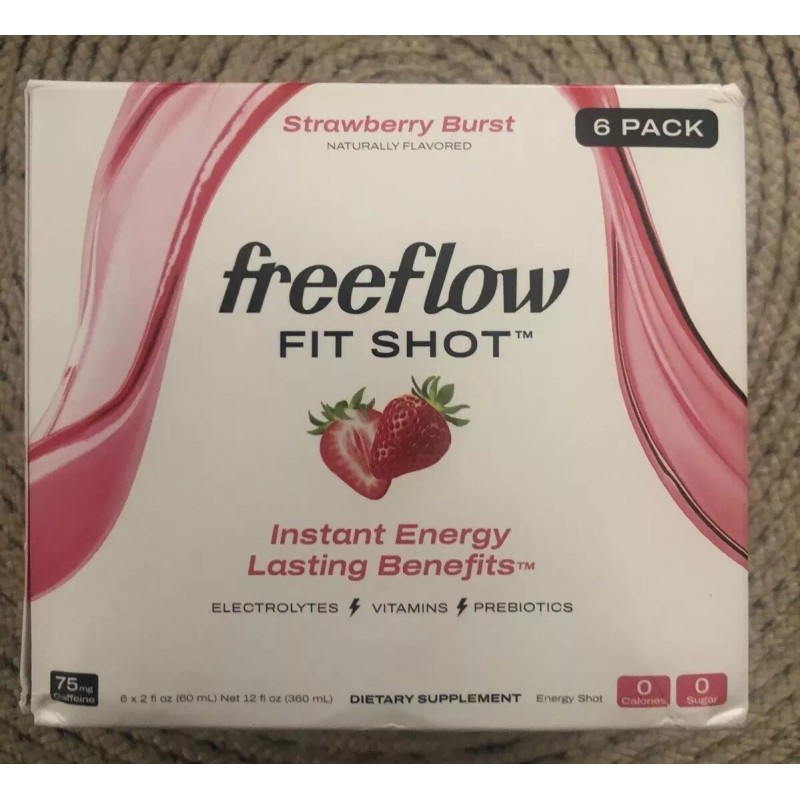 Strawberry Burst
NATURALLY FLAVORED
6 PACK
freeflow
FIT SHOT™
Instant Energy
Lasting Benefits™
ELECTROLYTES VITAMINS PREBIOTICS
75mg
Caffeine
6 x 2 fl oz (60 mL) Net 12 fl oz (360 mL)
DIETARY SUPPLEMENT
Energy Shot
0
Calories
0
Sugar